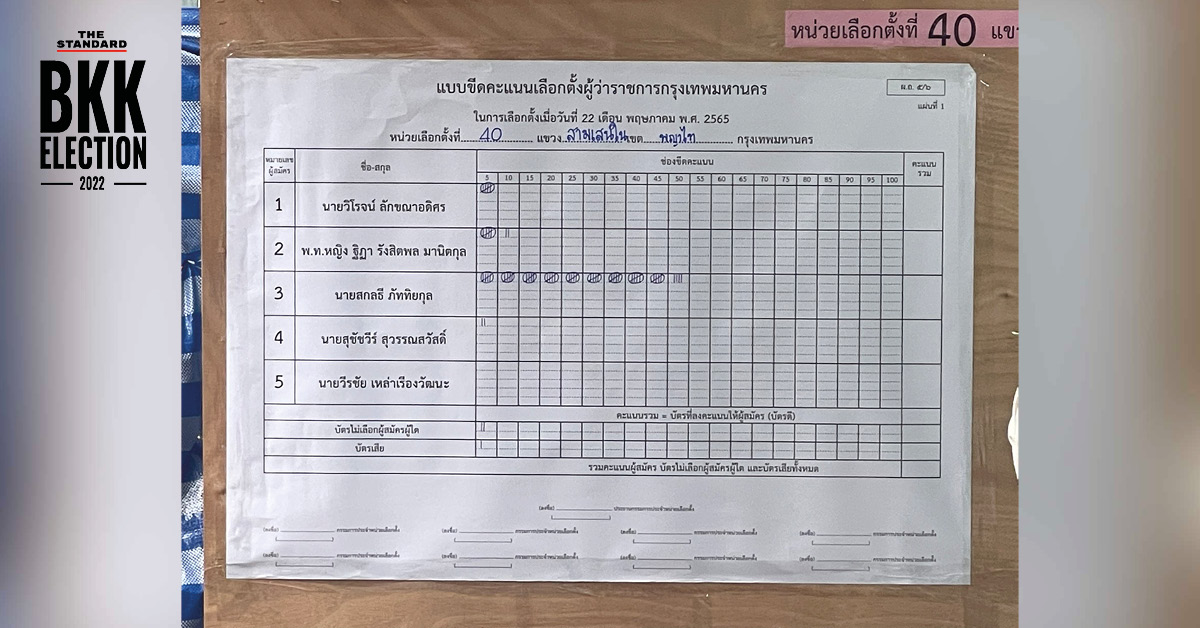 THE
STANDARD
BKK
ELECTION
2022
หน่วยเลือกตั้งที่ 40 แขว
แบบขีดคะแนนเลือกตั้งผู้ว่าราชการกรุงเทพมหานคร
ผ.ถ. ๕/๖
แผ่นที่ 1
ในการเลือกตั้งเมื่อวันที่ 22 เดือน พฤษภาคม พ.ศ. 2565
หน่วยเลือกตั้งที่ 40 แขวง สามเสนใน เขต พญาไท กรุงเทพมหานคร
หมายเลขผู้สมัคร ชื่อ-สกุล ช่องขีดคะแนน คะแนนรวม
5 10 15 20 25 30 35 40 45 50 55 60 65 70 75 80 85 90 95 100
1 นายวิโรจน์ ลักขณาอดิศร
2 พ.ท.หญิง ฐิฏา รังสิตพล มานิตกุล
3 นายสกลธี ภัททิยกุล
4 นายสุชัชวีร์ สุวรรณสวัสดิ์
5 นายวีรชัย เหล่าเรืองวัฒนะ
คะแนนรวม = บัตรที่ลงคะแนนให้ผู้สมัคร (บัตรดี)
บัตรไม่เลือกผู้สมัครผู้ใด
บัตรเสีย
รวมคะแนนผู้สมัคร บัตรไม่เลือกผู้สมัครผู้ใด และบัตรเสียทั้งหมด
(ลงชื่อ) ประธานกรรมการประจำหน่วยเลือกตั้ง
(ลงชื่อ) กรรมการประจำหน่วยเลือกตั้ง (ลงชื่อ) กรรมการประจำหน่วยเลือกตั้ง (ลงชื่อ) กรรมการประจำหน่วยเลือกตั้ง (ลงชื่อ) กรรมการประจำหน่วยเลือกตั้ง
(ลงชื่อ) กรรมการประจำหน่วยเลือกตั้ง (ลงชื่อ) กรรมการประจำหน่วยเลือกตั้ง (ลงชื่อ) กรรมการประจำหน่วยเลือกตั้ง (ลงชื่อ) กรรมการประจำหน่วยเลือกตั้ง